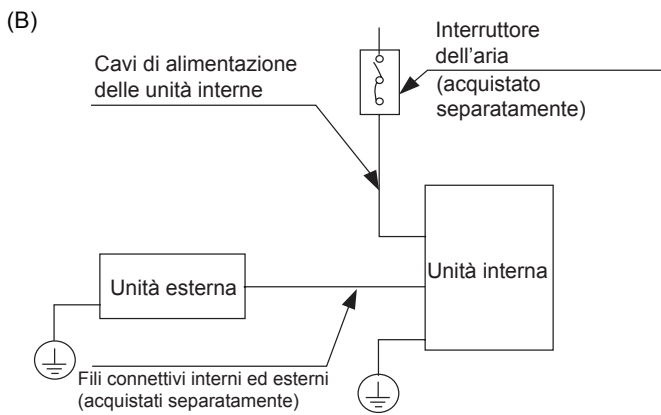 (B)
Cavi di alimentazione
delle unità interne
Interruttore
dell'aria
(acquistato
separatamente)
Unità esterna
Unità interna
Fili connettivi interni ed esterni
(acquistati separatamente)